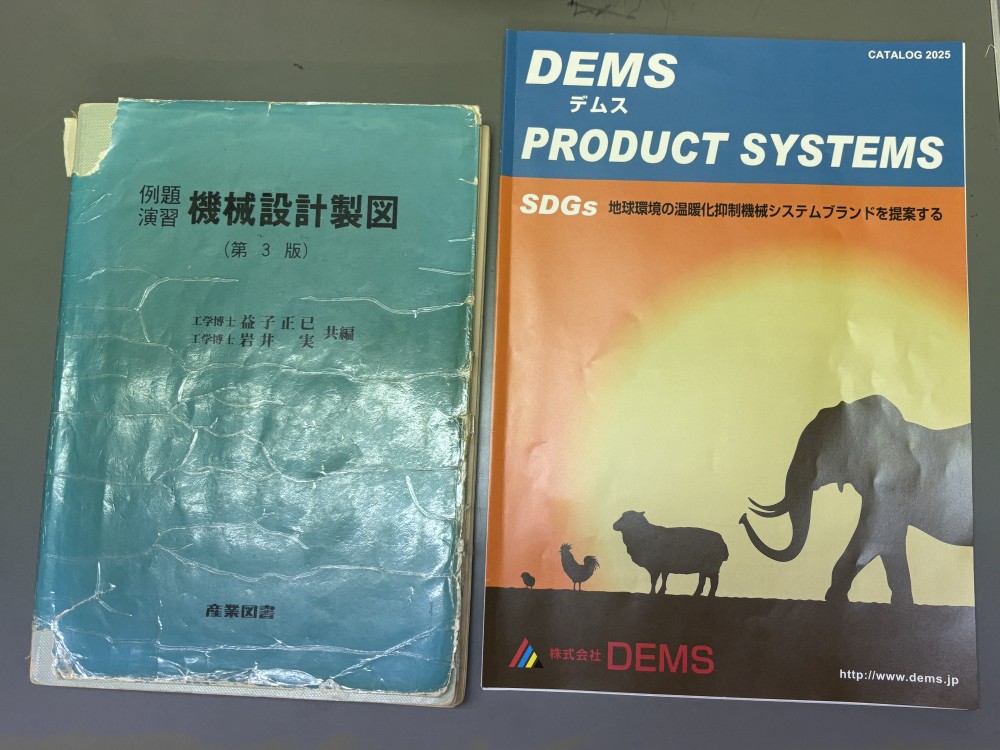 例題
演習 機械設計製図
(第 3 版)
工学博士 益子正已
工学博士 岩井 実
共編
産業図書
CATALOG 2025
DEMS
デムス
PRODUCT SYSTEMS
SDGs 地球環境の温暖化抑制機械システムブランドを提案する
株式会社 DEMS
http://www.dems.jp